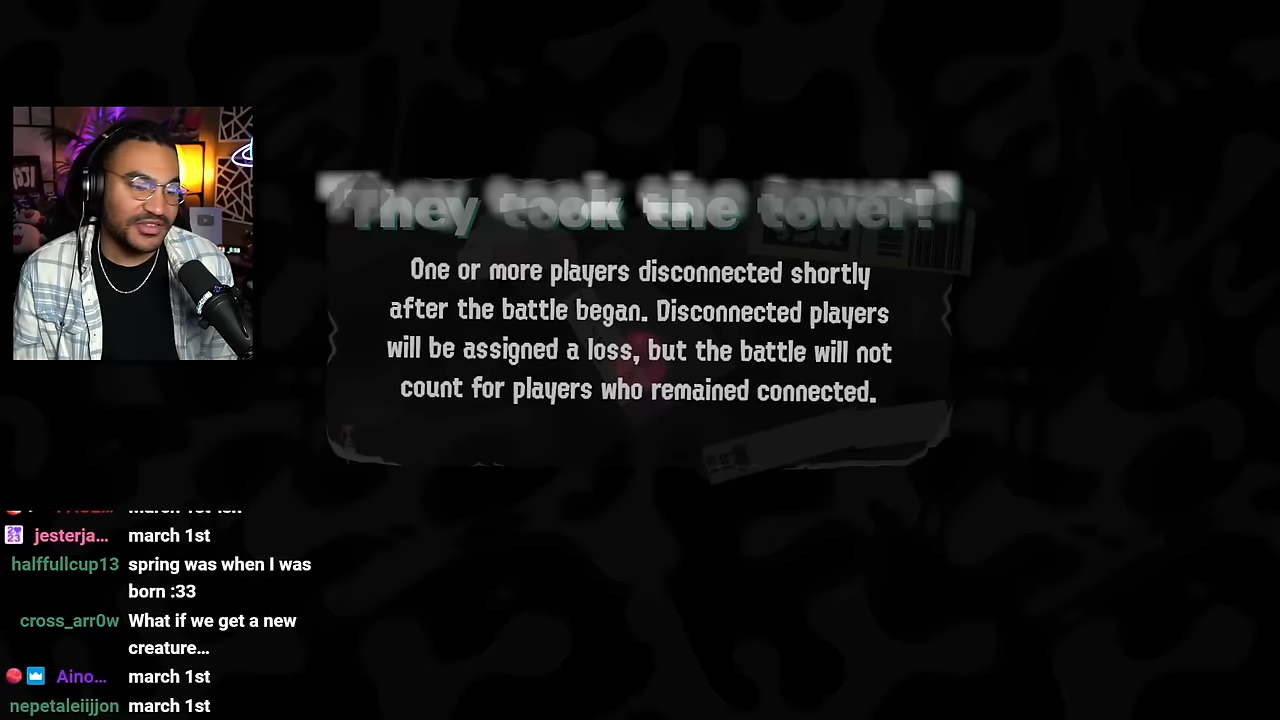 "They took the tower!"
One or more players disconnected shortly
after the battle began. Disconnected players
will be assigned a loss, but the battle will not
count for players who remained connected.
jesterja... march 1st
halffullcup13 spring was when I was
born :33
cross_arr0w What if we get a new
creature...
Aino... march 1st
nepetaleiijjon march 1st